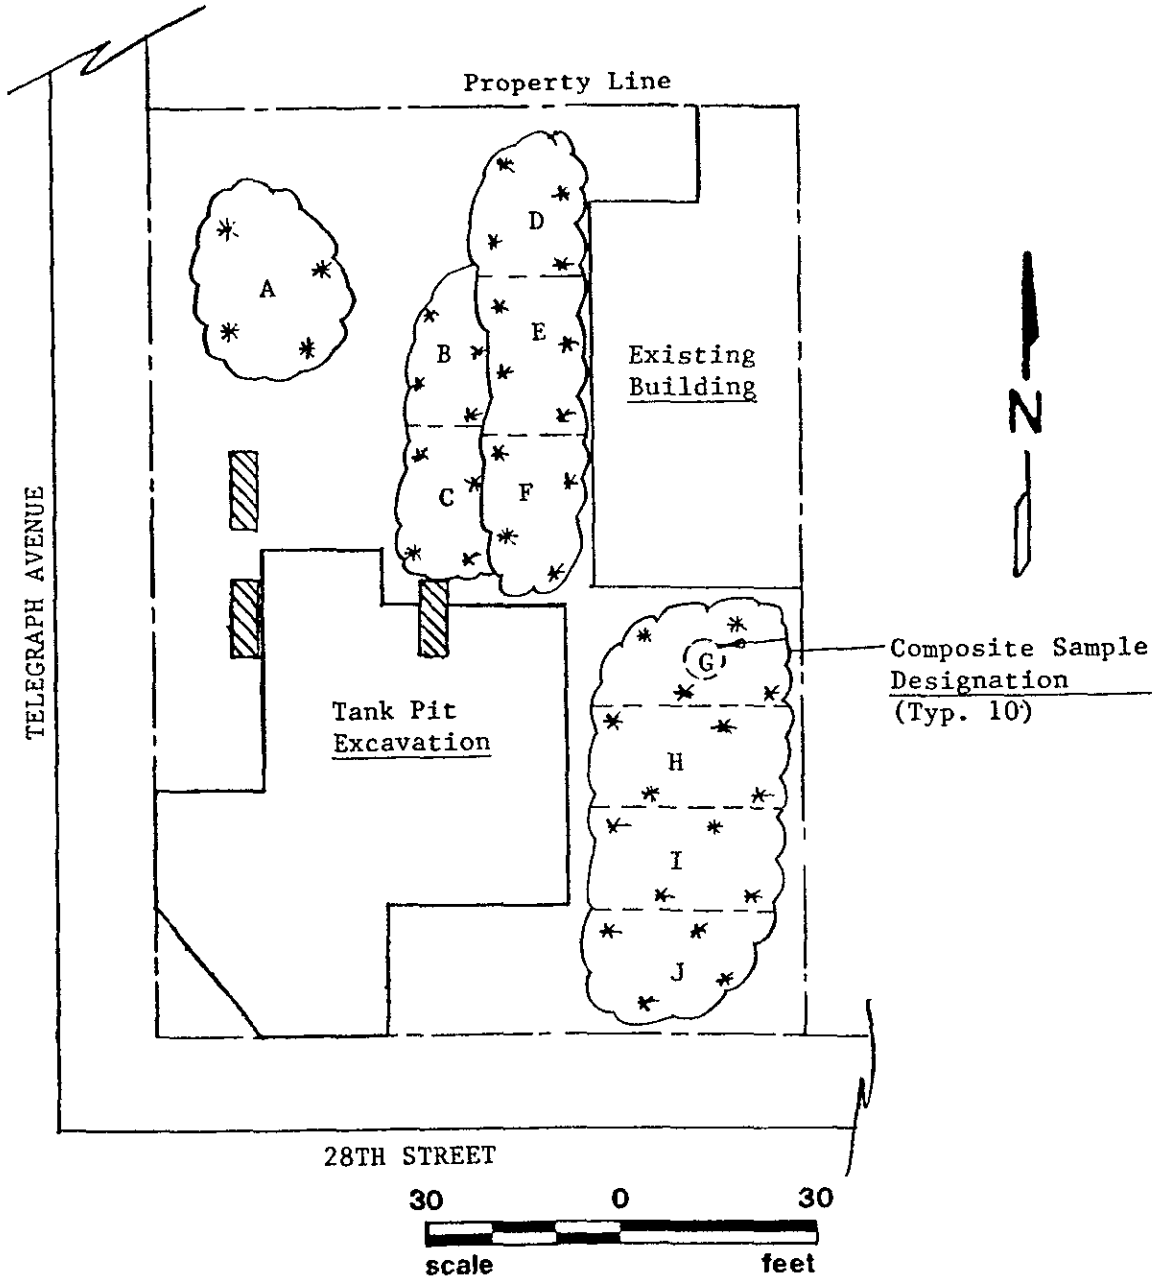 Property Line
D
A
E
B
Existing
Building
N
C
F
TELEGRAPH AVENUE
G
Composite Sample
Designation
(Typ. 10)
Tank Pit
Excavation
H
I
J
28TH STREET
30 0 30
scale feet